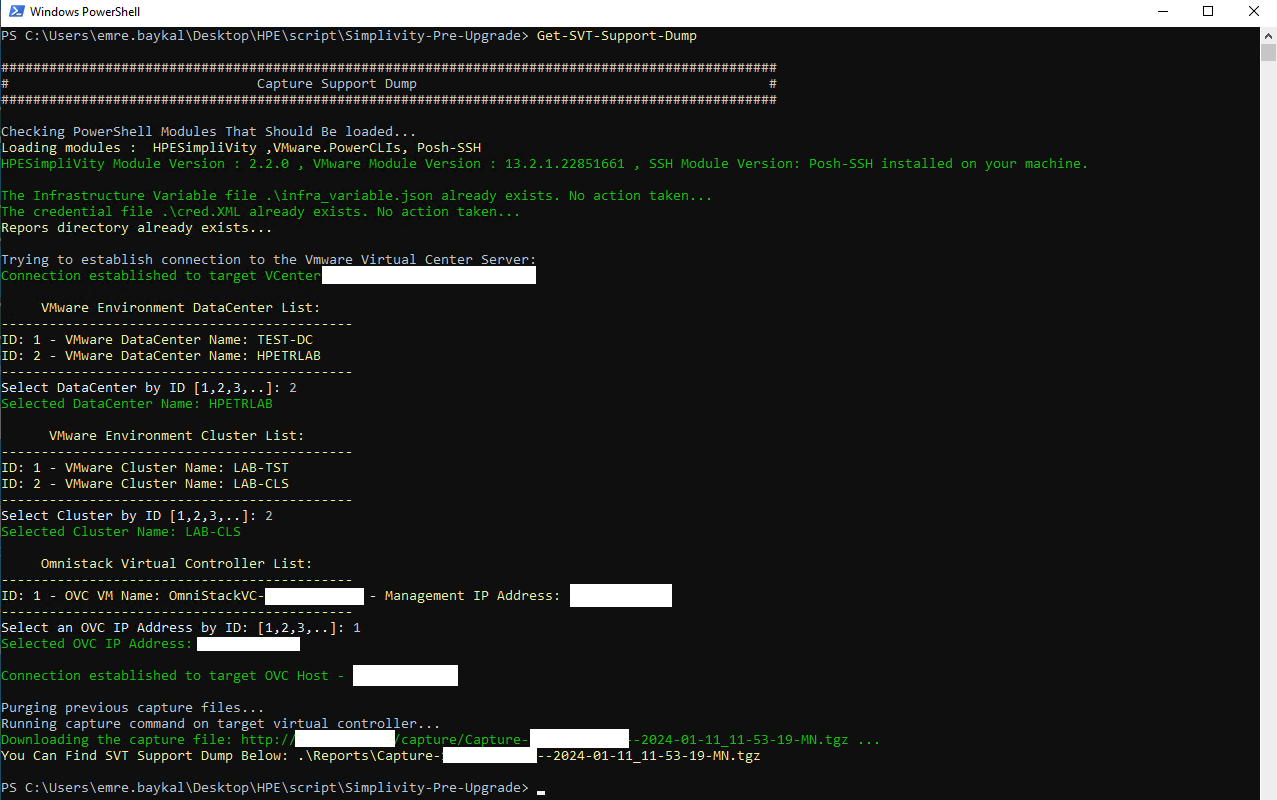 Windows PowerShell
PS C:\Users\emre.baykal\Desktop\HPE\script\Simplivity-Pre-Upgrade> Get-SVT-Support-Dump
#################################################################################################
#                               Capture Support Dump                                            #
#################################################################################################
Checking PowerShell Modules That Should Be loaded...
Loading modules :  HPESimpliVity ,VMware.PowerCLIs, Posh-SSH
HPESimpliVity Module Version : 2.2.0 , VMware Module Version : 13.2.1.22851661 , SSH Module Version: Posh-SSH installed on your machine.
The Infrastructure Variable file .\infra_variable.json already exists. No action taken...
The credential file .\cred.XML already exists. No action taken...
Repors directory already exists...
Trying to establish connection to the Vmware Virtual Center Server:
Connection established to target VCenter
VMware Environment DataCenter List:
--------------------------------------------
ID: 1 - VMware DataCenter Name: TEST-DC
ID: 2 - VMware DataCenter Name: HPETRLAB
--------------------------------------------
Select DataCenter by ID [1,2,3,..]: 2
Selected DataCenter Name: HPETRLAB
VMware Environment Cluster List:
--------------------------------------------
ID: 1 - VMware Cluster Name: LAB-TST
ID: 2 - VMware Cluster Name: LAB-CLS
--------------------------------------------
Select Cluster by ID [1,2,3,..]: 2
Selected Cluster Name: LAB-CLS
Omnistack Virtual Controller List:
--------------------------------------------
ID: 1 - OVC VM Name: OmniStackVC- - Management IP Address:
--------------------------------------------
Select an OVC IP Address by ID: [1,2,3,..]: 1
Selected OVC IP Address:
Connection established to target OVC Host -
Purging previous capture files...
Running capture command on target virtual controller...
Downloading the capture file: http:// /capture/Capture- --2024-01-11_11-53-19-MN.tgz ...
You Can Find SVT Support Dump Below: .\Reports\Capture- --2024-01-11_11-53-19-MN.tgz
PS C:\Users\emre.baykal\Desktop\HPE\script\Simplivity-Pre-Upgrade>